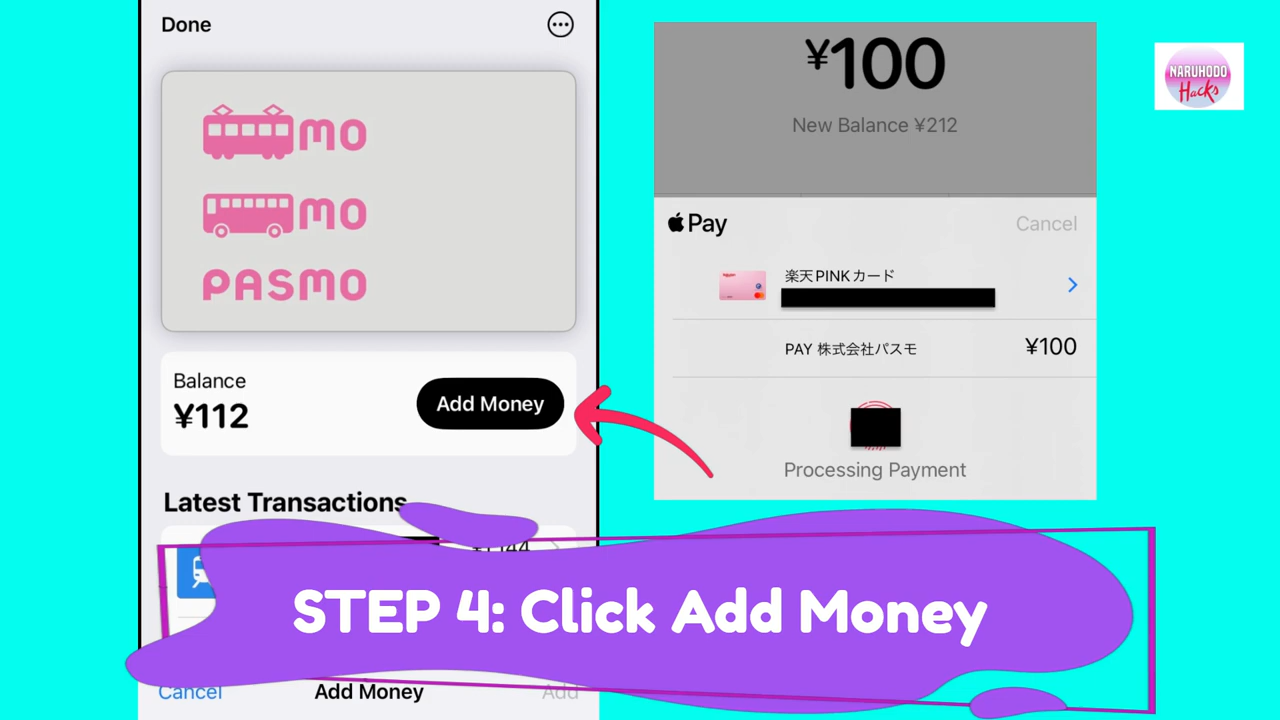 Done
MO
MO
PASMO
Balance
¥112
Add Money
Latest Transactions
STEP 4: Click Add Money
Cancel
Add Money
Add
¥100
New Balance ¥212
Pay
Cancel
楽天PINKカード
PAY 株式会社パスモ
¥100
Processing Payment
NARUHODO
Hacks